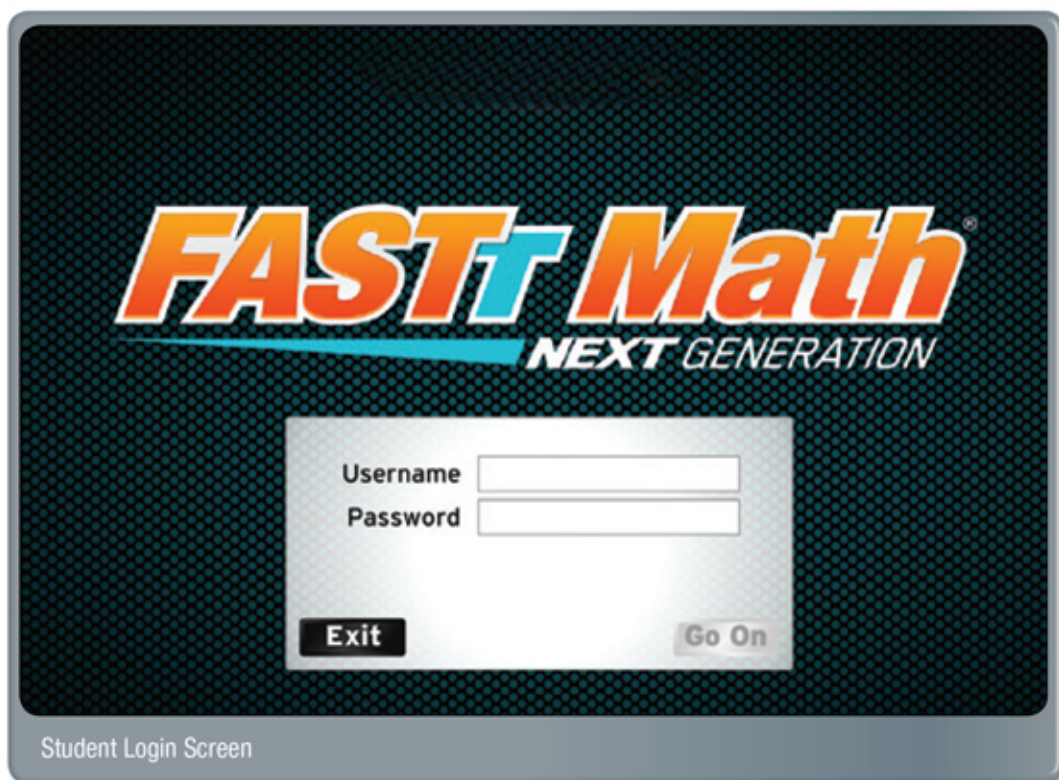 FASTT Math®
NEXT GENERATION
Username
Password
Exit
Go On
Student Login Screen